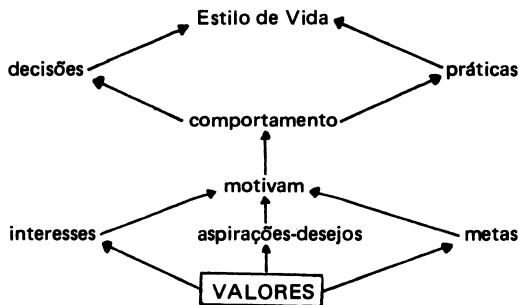 Estilo de Vida
decisões
práticas
comportamento
motivam
interesses
aspirações-desejos
metas
VALORES